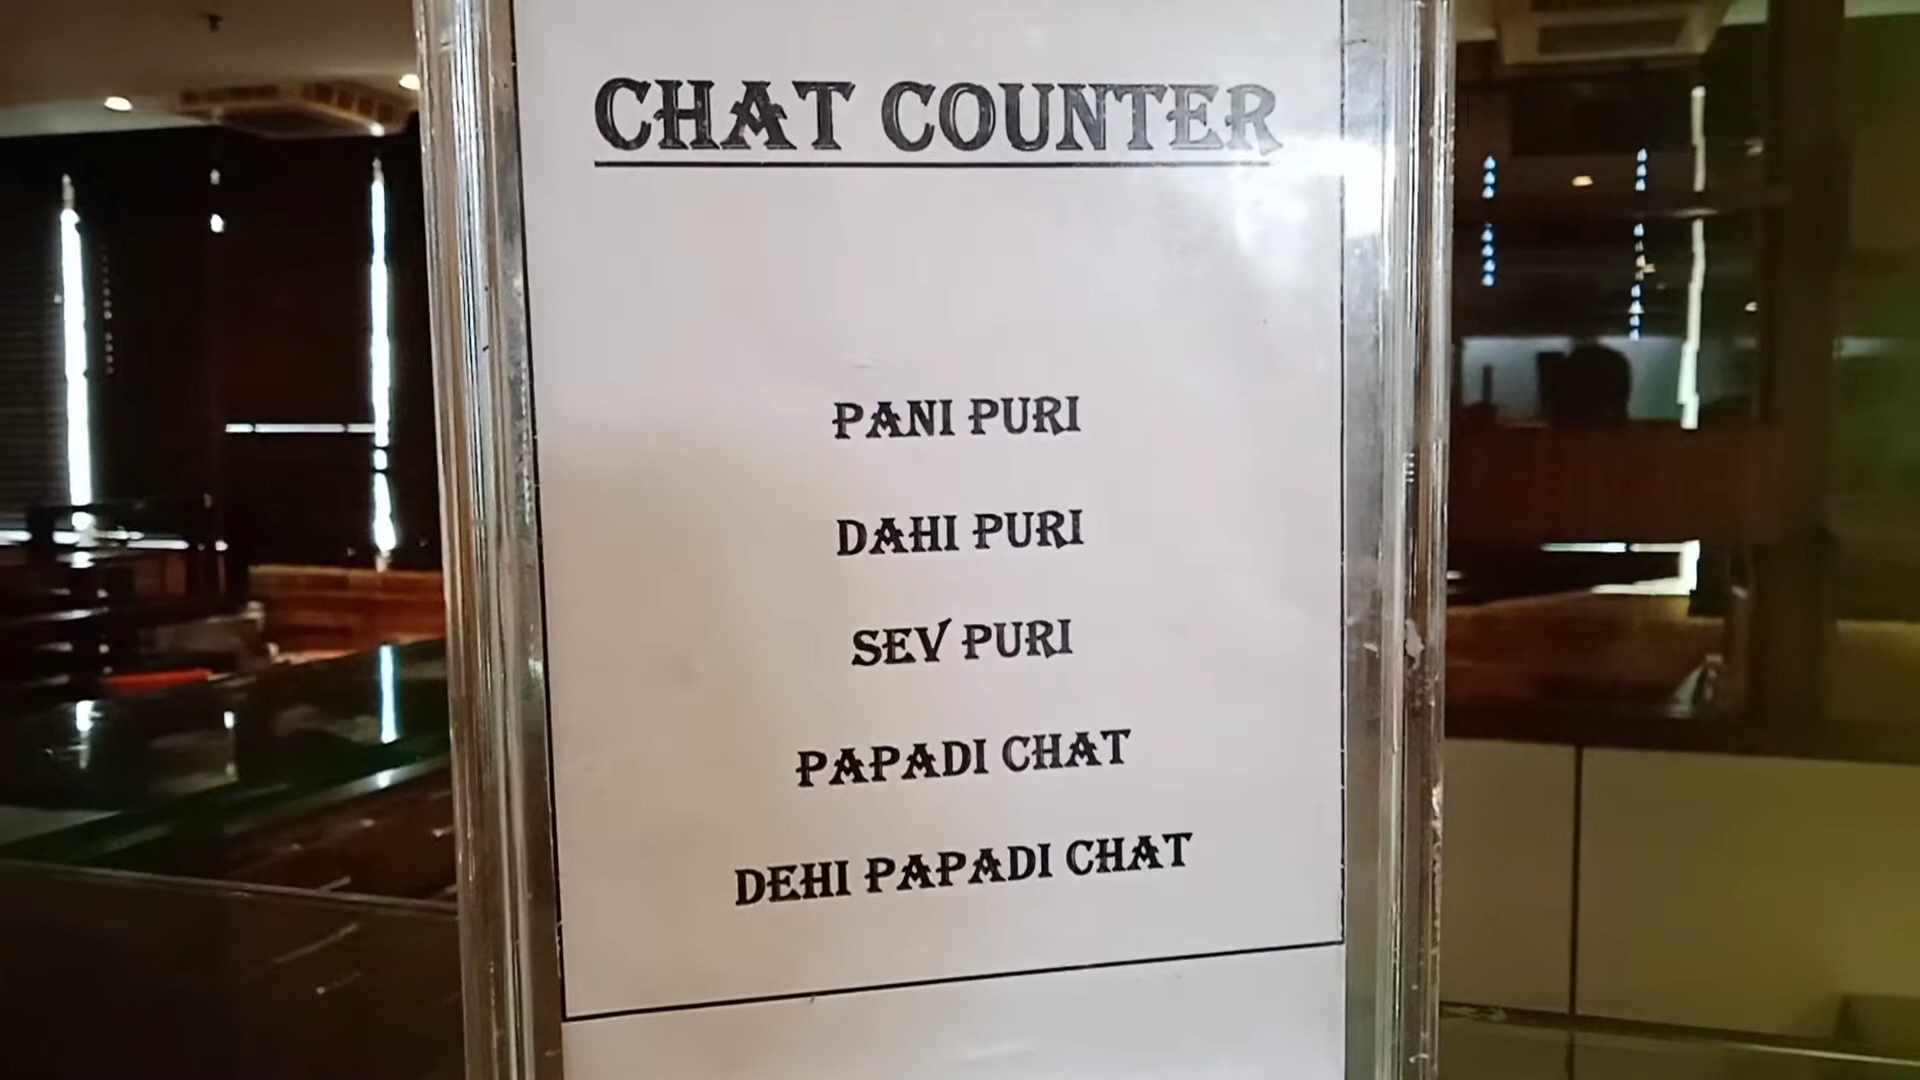 CHAT COUNTER
PANI PURI
DAHI PURI
SEV PURI
PAPADI CHAT
DEHI PAPADI CHAT